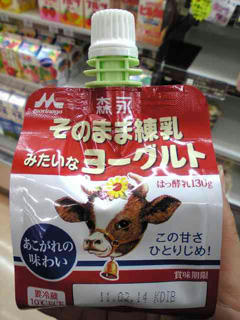 森永
morinaga
森永
そのまま練乳
みたいな ヨーグルト
はっ酵乳130g
あこがれの
味わい
この甘さ
ひとりじめ!
賞味期限
要冷蔵
10℃以下
11.02.14 KDIB